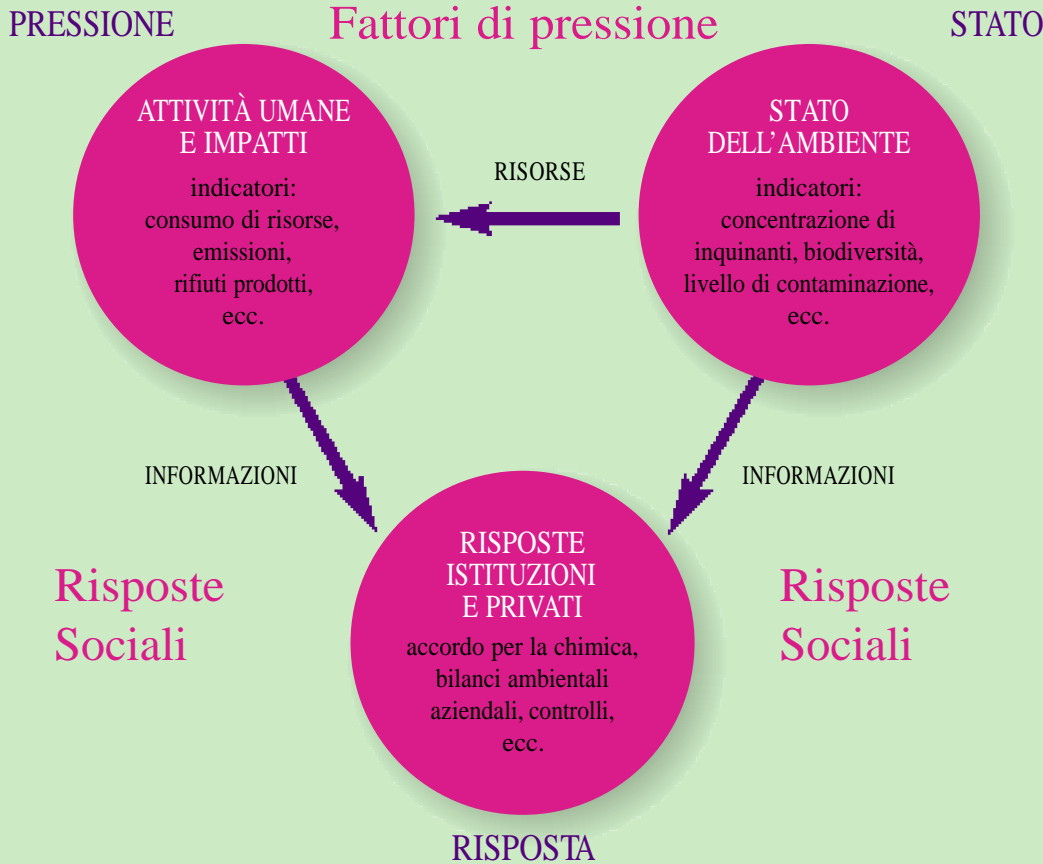 PRESSIONE
Fattori di pressione
STATO
ATTIVITÀ UMANE
E IMPATTI
indicatori:
consumo di risorse,
emissioni,
rifiuti prodotti,
ecc.
RISORSE
STATO
DELL'AMBIENTE
indicatori:
concentrazione di
inquinanti, biodiversità,
livello di contaminazione,
ecc.
INFORMAZIONI
INFORMAZIONI
Risposte
Sociali
RISPOSTE
ISTITUZIONI
E PRIVATI
accordo per la chimica,
bilanci ambientali
aziendali, controlli,
ecc.
Risposte
Sociali
RISPOSTA